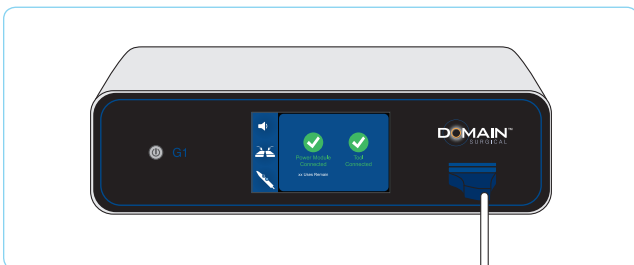 G1
Power Module
Connected
Tool
Connected
xx Uses Remain
DOMAIN™
SURGICAL